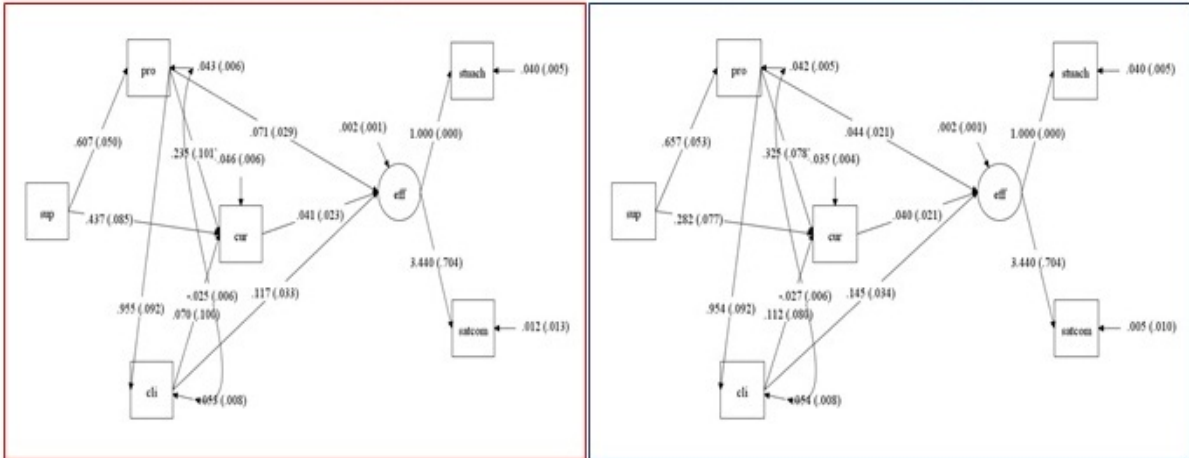 pro
.043 (.006)
stuach
.040 (.005)
.607 (.050)
.071 (.029)
.002 (.001)
1.000 (.000)
.235 (.101)
.046 (.006)
eff
sup
.437 (.085)
cur
.041 (.023)
3.440 (.704)
.955 (.092)
-.025 (.006)
.117 (.033)
.070 (.100)
satcom
.012 (.013)
cli
.053 (.008)
pro
.042 (.005)
stuach
.040 (.005)
.657 (.053)
.044 (.021)
.002 (.001)
1.000 (.000)
.325 (.078)
.035 (.004)
eff
sup
.282 (.077)
cur
.040 (.021)
3.440 (.704)
.954 (.092)
-.027 (.006)
.145 (.034)
.112 (.080)
satcom
.005 (.010)
cli
.054 (.008)